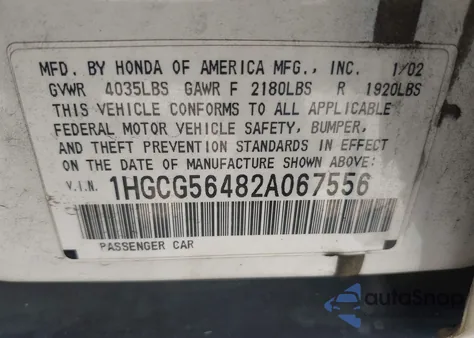 MFD. BY HONDA OF AMERICA MFG., INC. 1/02
GVWR 4035LBS GAWR F 2180LBS R 1920LBS
THIS VEHICLE CONFORMS TO ALL APPLICABLE
FEDERAL MOTOR VEHICLE SAFETY, BUMPER,
AND THEFT PREVENTION STANDARDS IN EFFECT
ON THE DATE OF MANUFACTURE SHOWN ABOVE.
V.I.N. 1HGCG56482A067556
PASSENGER CAR
autoSnap